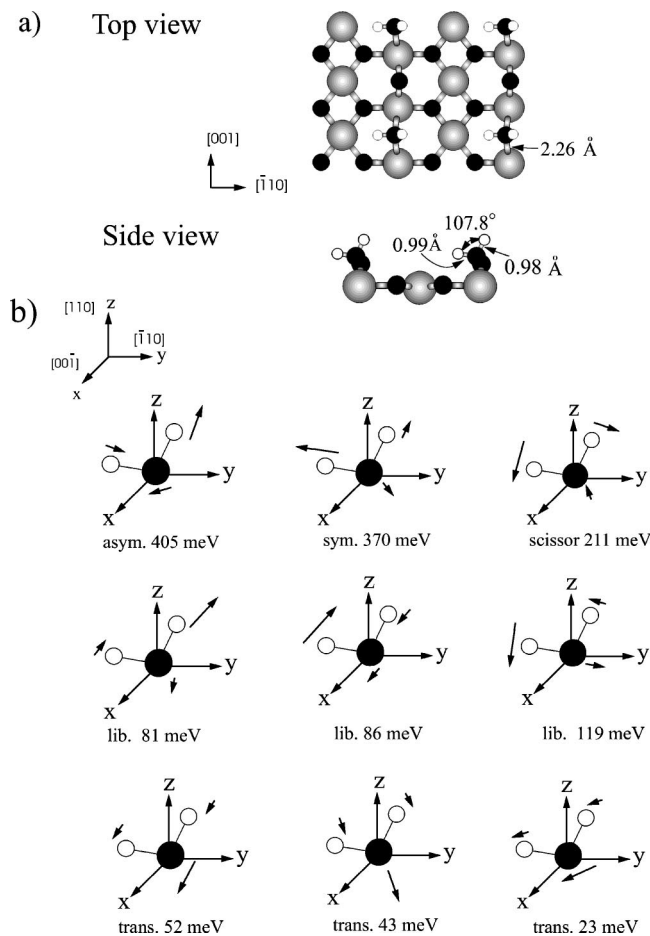 a) Top view
2.26 Å
[001]
[1̄10]
Side view
107.8°
0.99Å
0.98 Å
b)
[110]
z
[1̄10]
[001̄]
y
x
z
z
z
y
y
y
x
x
x
asym. 405 meV
sym. 370 meV
scissor 211 meV
z
z
z
y
y
y
x
x
x
lib. 81 meV
lib. 86 meV
lib. 119 meV
z
z
z
y
y
y
x
x
x
trans. 52 meV
trans. 43 meV
trans. 23 meV